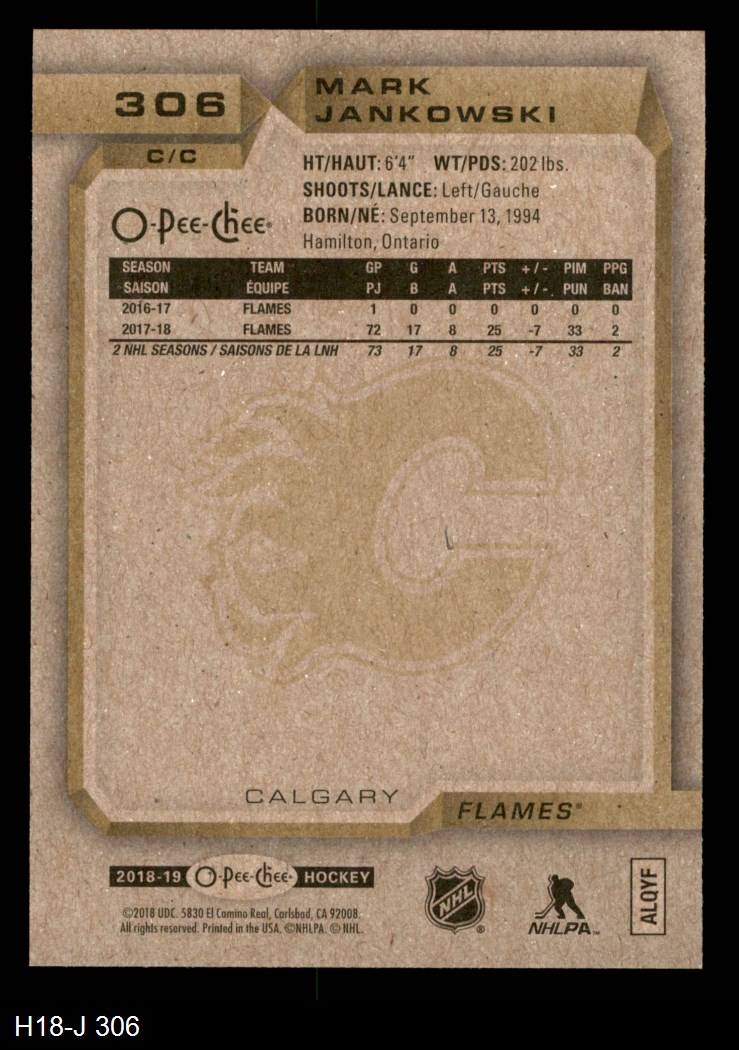 306
MARK
JANKOWSKI
C/C
HT/HAUT: 6'4" WT/PDS: 202 lbs.
SHOOTS/LANCE: Left/Gauche
BORN/NÉ: September 13, 1994
Hamilton, Ontario
O-Pee-Chee®
SEASON TEAM GP G A PTS +/- PIM PPG
SAISON ÉQUIPE PJ B A PTS +/- PUN BAN
2016-17 FLAMES 1 0 0 0 0 0 0
2017-18 FLAMES 72 17 8 25 -7 33 2
2 NHL SEASONS / SAISONS DE LA LNH 73 17 8 25 -7 33 2
CALGARY
FLAMES®
2018-19 O-Pee-Chee® HOCKEY
©2018 UDC. 5830 El Camino Real, Carlsbad, CA 92008.
All rights reserved. Printed in the USA. ©NHLPA. © NHL.
NHL ®
NHLPA™
ALQYF
H18-J 306